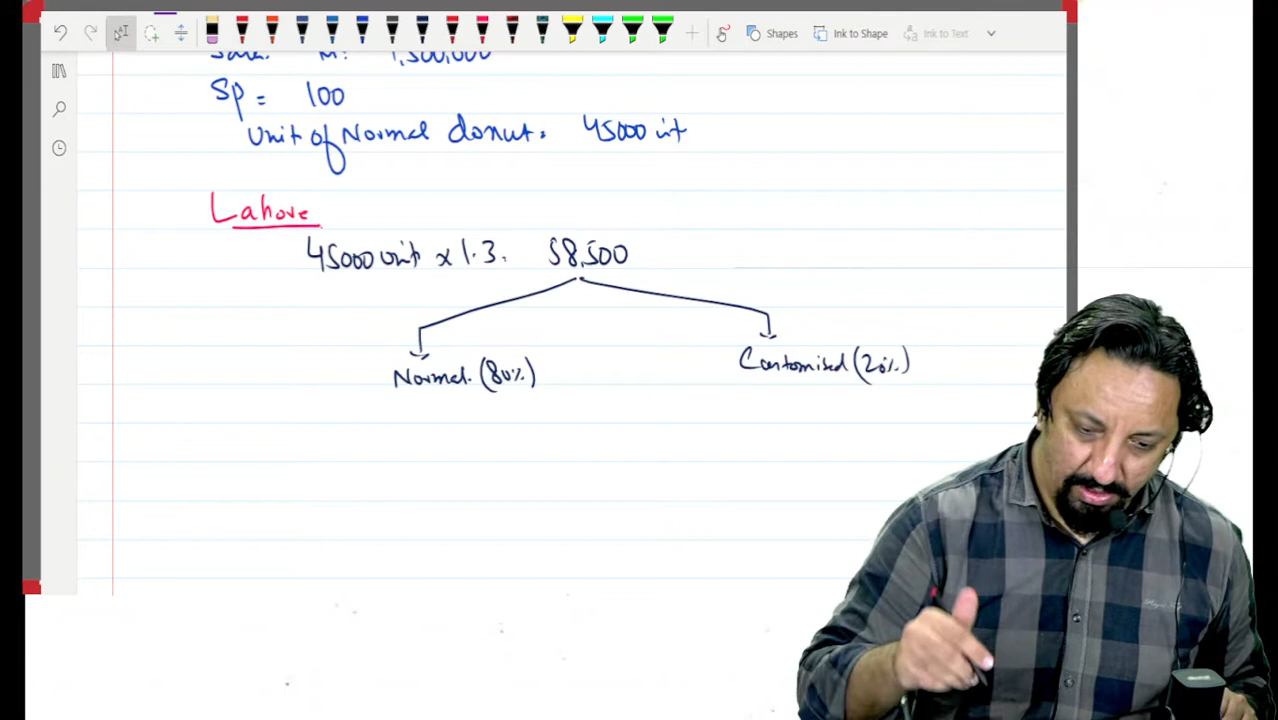 Shapes Ink to Shape Ink to Text
Sp = 100
Unit of Normal donut. 45000 unit
Lahore
45000 unit x 1.3. 58,500
Normal. (80%)
Customised (20%)